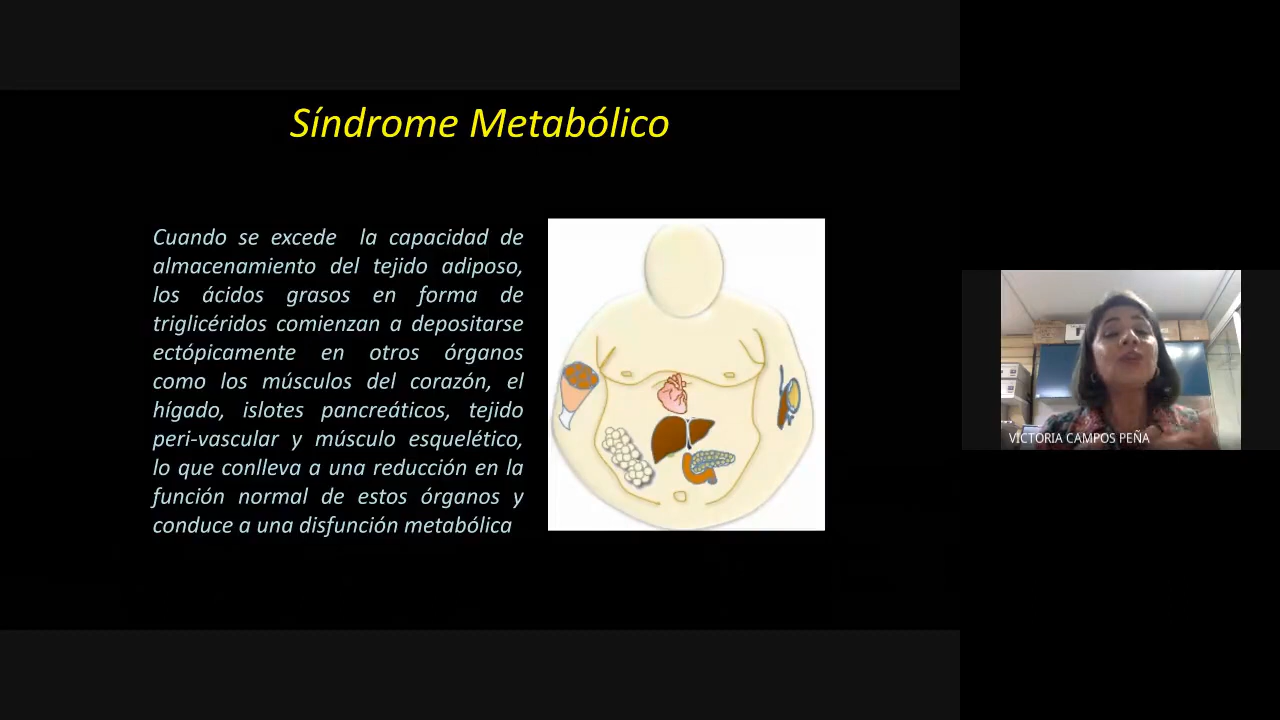 Síndrome Metabólico
Cuando se excede la capacidad de
almacenamiento del tejido adiposo,
los ácidos grasos en forma de
triglicéridos comienzan a depositarse
ectópicamente en otros órganos
como los músculos del corazón, el
hígado, islotes pancreáticos, tejido
peri-vascular y músculo esquelético,
lo que conlleva a una reducción en la
función normal de estos órganos y
conduce a una disfunción metabólica
VICTORIA CAMPOS PEÑA